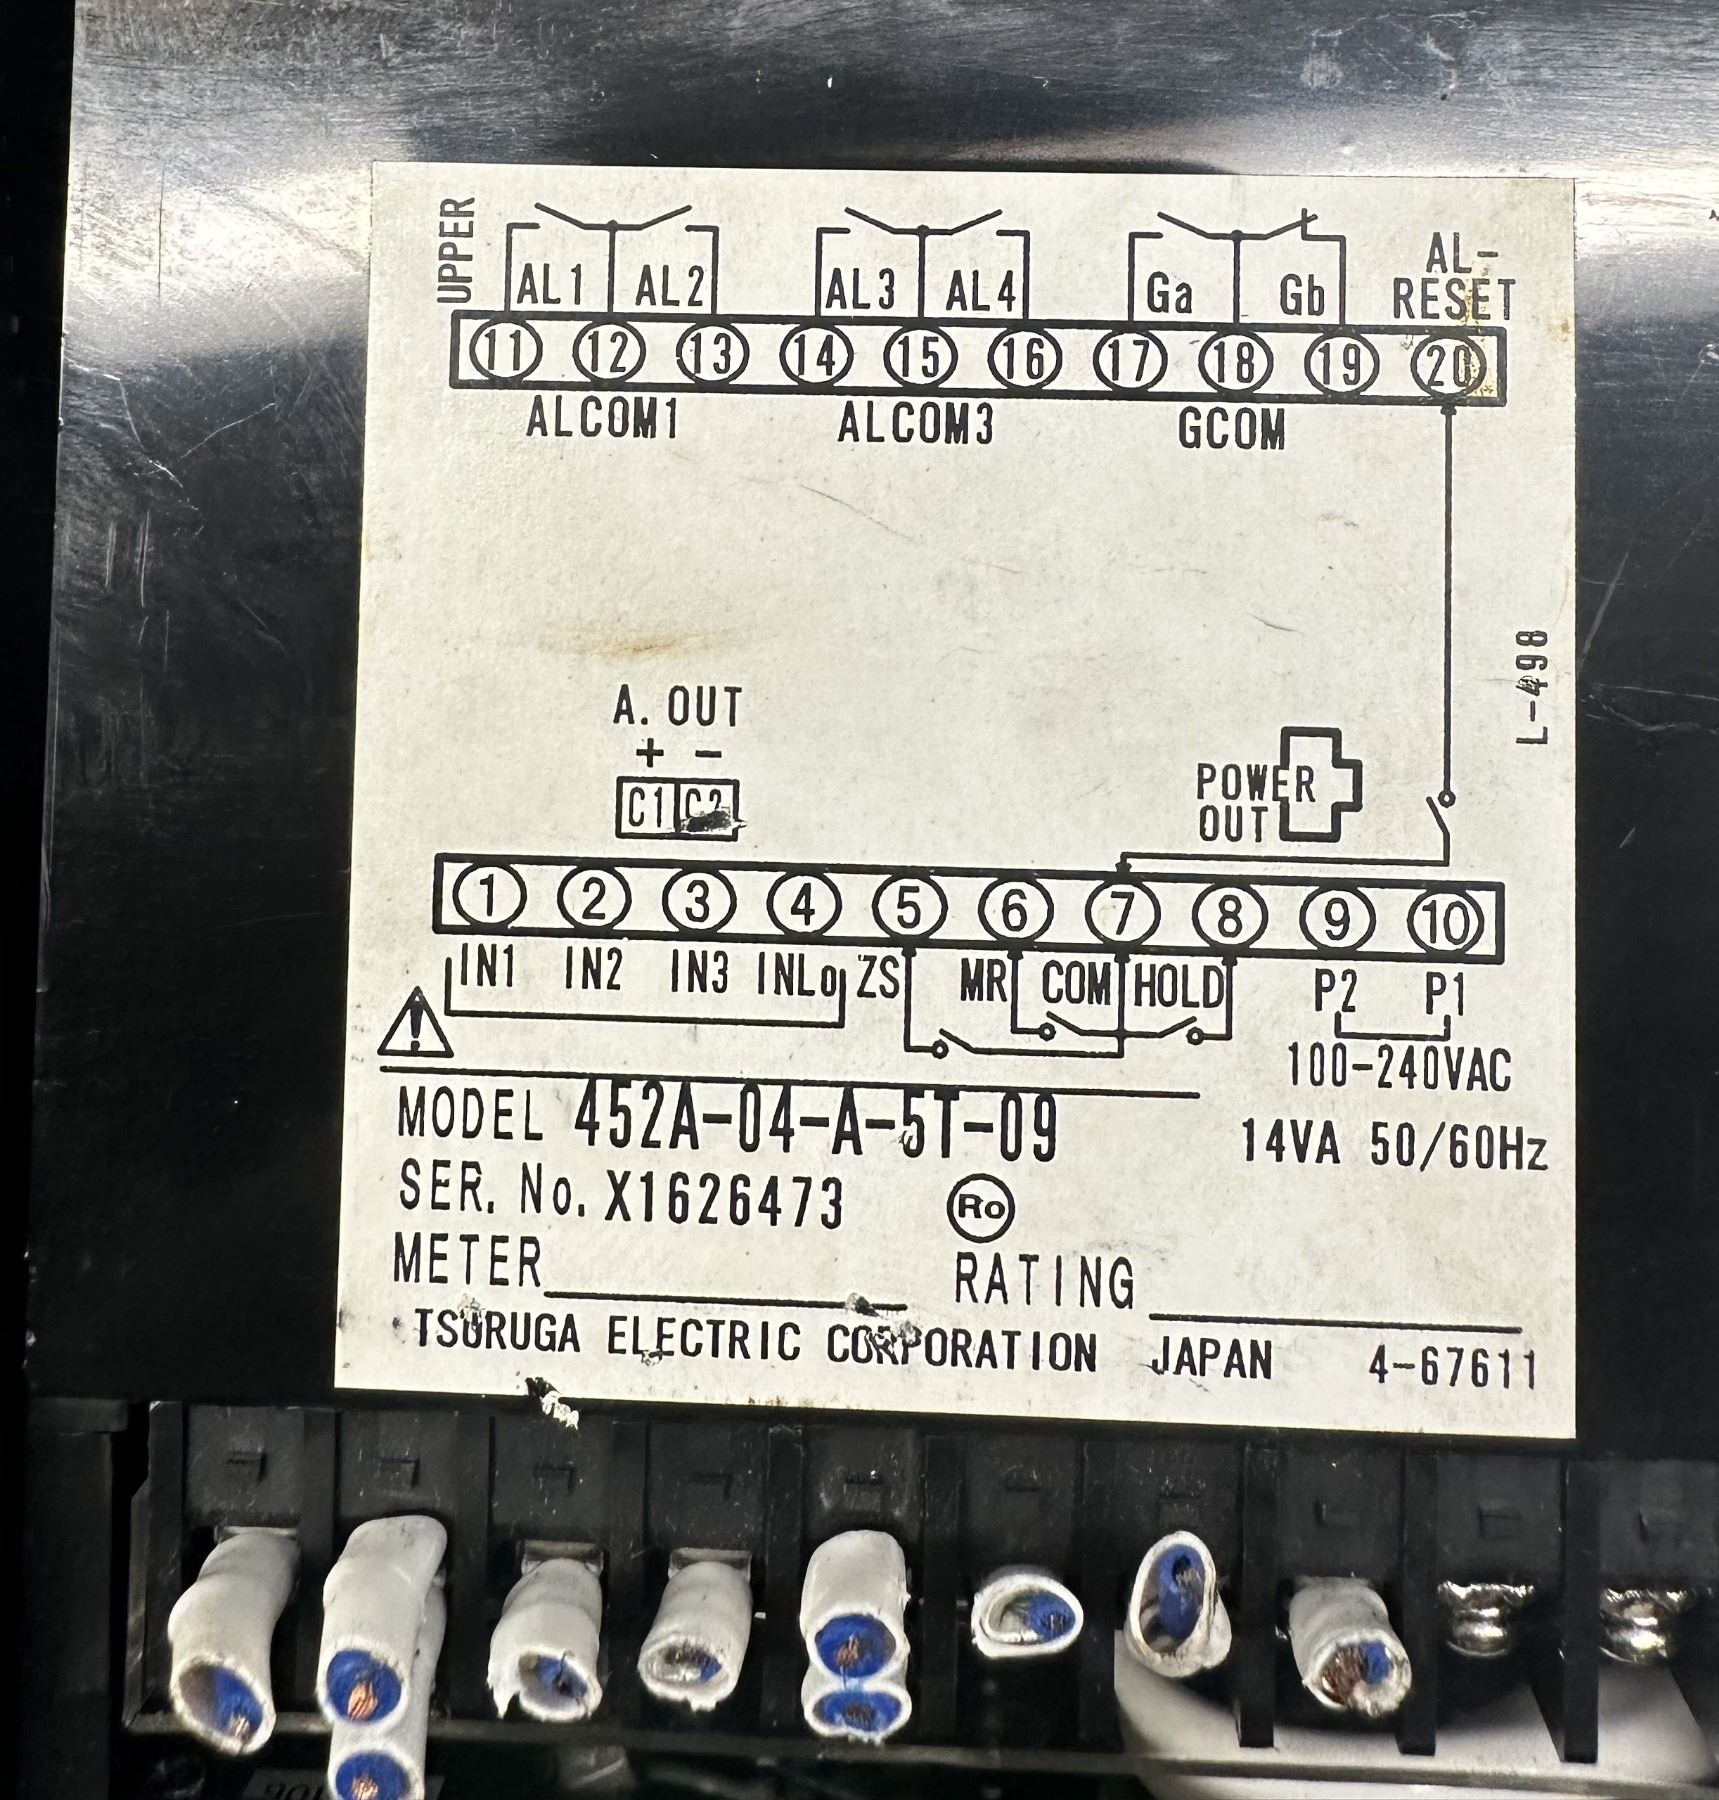 UPPER
AL1 AL2 AL3 AL4 Ga Gb AL-
RESET
11 12 13 14 15 16 17 18 19 20
ALCOM1 ALCOM3 GCOM
L-498
A. OUT
+ −
C1 C2
POWER
OUT
1 2 3 4 5 6 7 8 9 10
IN1 IN2 IN3 INLo ZS MR COM HOLD P2 P1
!
100-240VAC
MODEL 452A-04-A-5T-09
14VA 50/60Hz
SER. No. X1626473 Ro
METER RATING
TSURUGA ELECTRIC CORPORATION JAPAN 4-67611